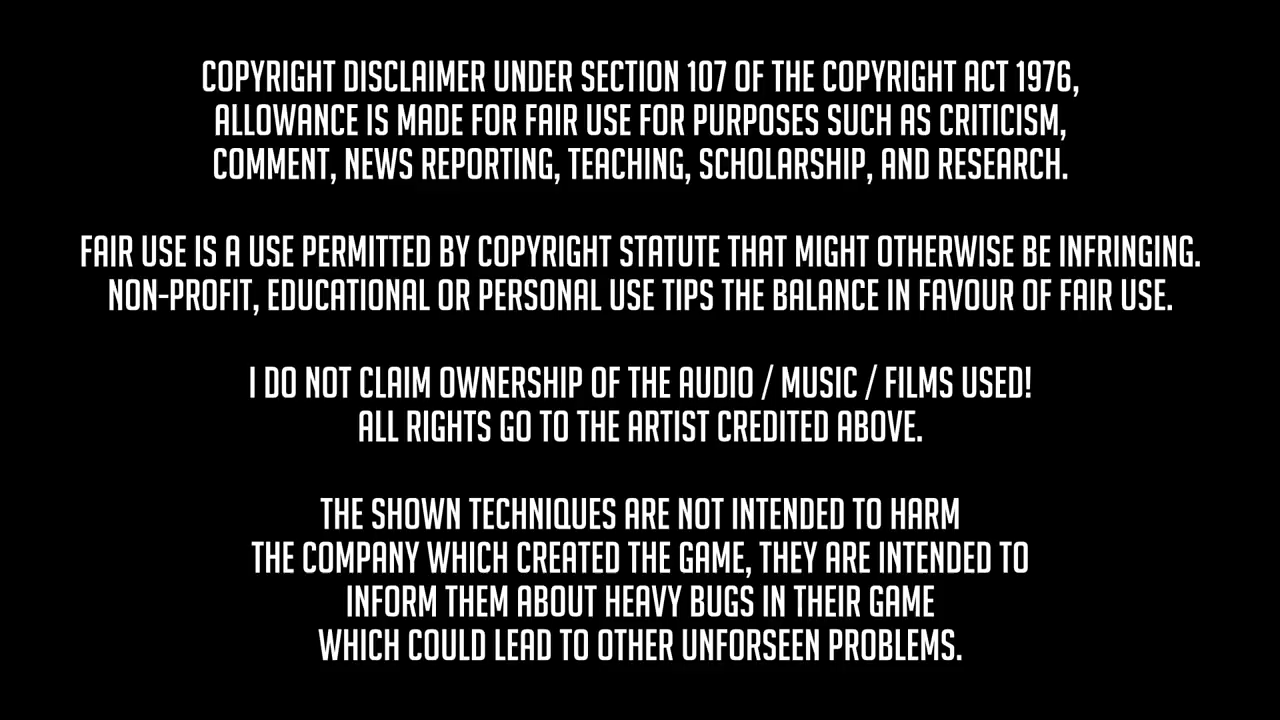 COPYRIGHT DISCLAIMER UNDER SECTION 107 OF THE COPYRIGHT ACT 1976,
ALLOWANCE IS MADE FOR FAIR USE FOR PURPOSES SUCH AS CRITICISM,
COMMENT, NEWS REPORTING, TEACHING, SCHOLARSHIP, AND RESEARCH.
FAIR USE IS A USE PERMITTED BY COPYRIGHT STATUTE THAT MIGHT OTHERWISE BE INFRINGING.
NON-PROFIT, EDUCATIONAL OR PERSONAL USE TIPS THE BALANCE IN FAVOUR OF FAIR USE.
I DO NOT CLAIM OWNERSHIP OF THE AUDIO / MUSIC / FILMS USED!
ALL RIGHTS GO TO THE ARTIST CREDITED ABOVE.
THE SHOWN TECHNIQUES ARE NOT INTENDED TO HARM
THE COMPANY WHICH CREATED THE GAME, THEY ARE INTENDED TO
INFORM THEM ABOUT HEAVY BUGS IN THEIR GAME
WHICH COULD LEAD TO OTHER UNFORSEEN PROBLEMS.